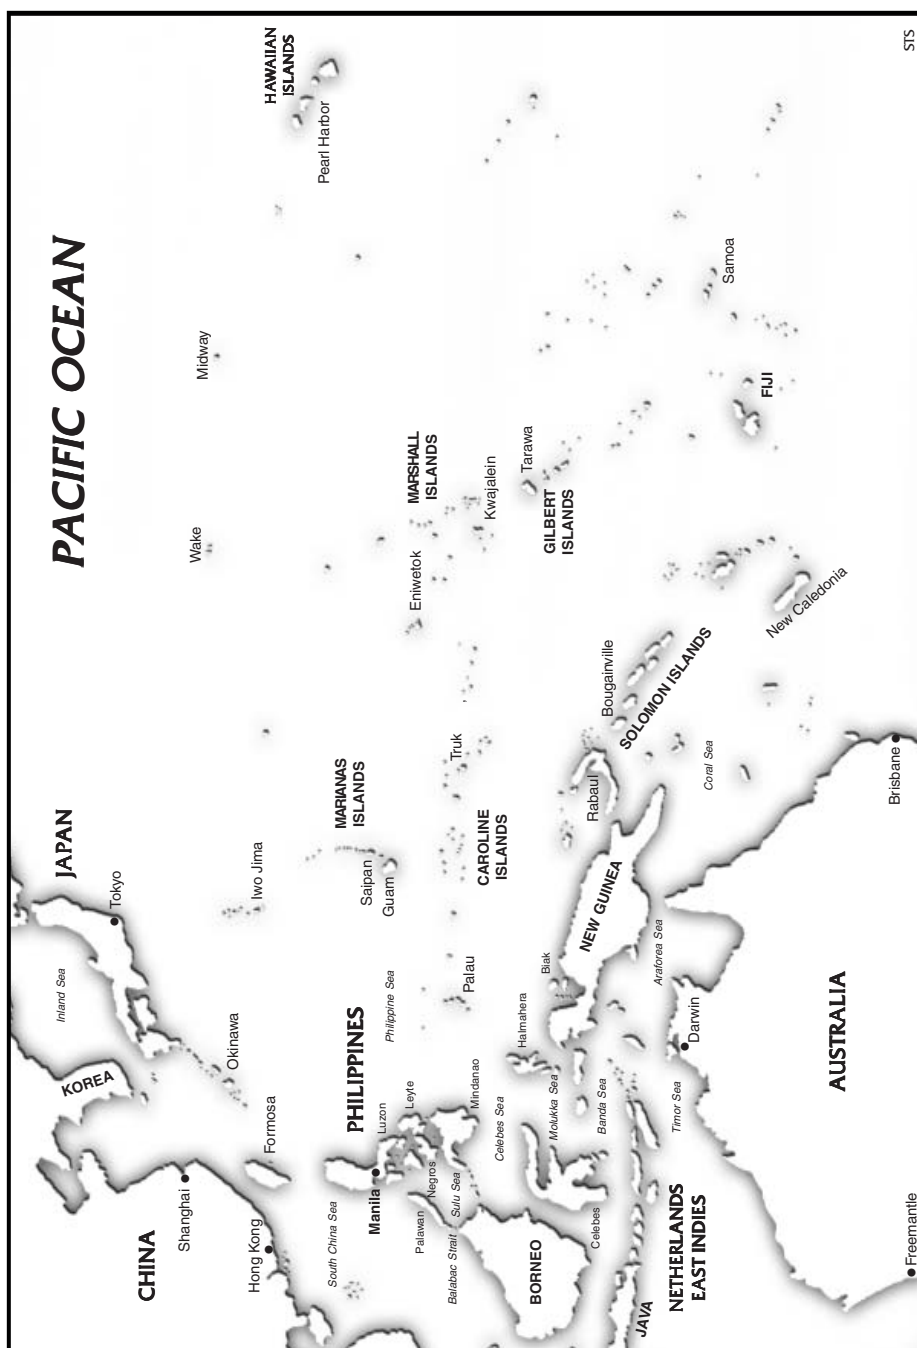 PACIFIC OCEAN
HAWAIIAN
ISLANDS
Pearl Harbor
Midway
Wake
MARSHALL
ISLANDS
Kwajalein
Eniwetok
Tarawa
GILBERT
ISLANDS
Samoa
FIJI
New Caledonia
Bougainville
SOLOMON ISLANDS
Rabaul
Coral Sea
Truk
CAROLINE
ISLANDS
MARIANAS
ISLANDS
Saipan
Guam
JAPAN
Tokyo
Iwo Jima
Inland Sea
KOREA
Okinawa
Formosa
CHINA
Shanghai
Hong Kong
South China Sea
PHILIPPINES
Philippine Sea
Luzon
Manila
Leyte
Negros
Mindanao
Palawan
Sulu Sea
Balabac Strait
Palau
Celebes Sea
Halmahera
Biak
NEW GUINEA
Molukka Sea
Banda Sea
Araforea Sea
Timor Sea
BORNEO
Celebes
JAVA
NETHERLANDS
EAST INDIES
Darwin
AUSTRALIA
Brisbane
Freemantle
STS